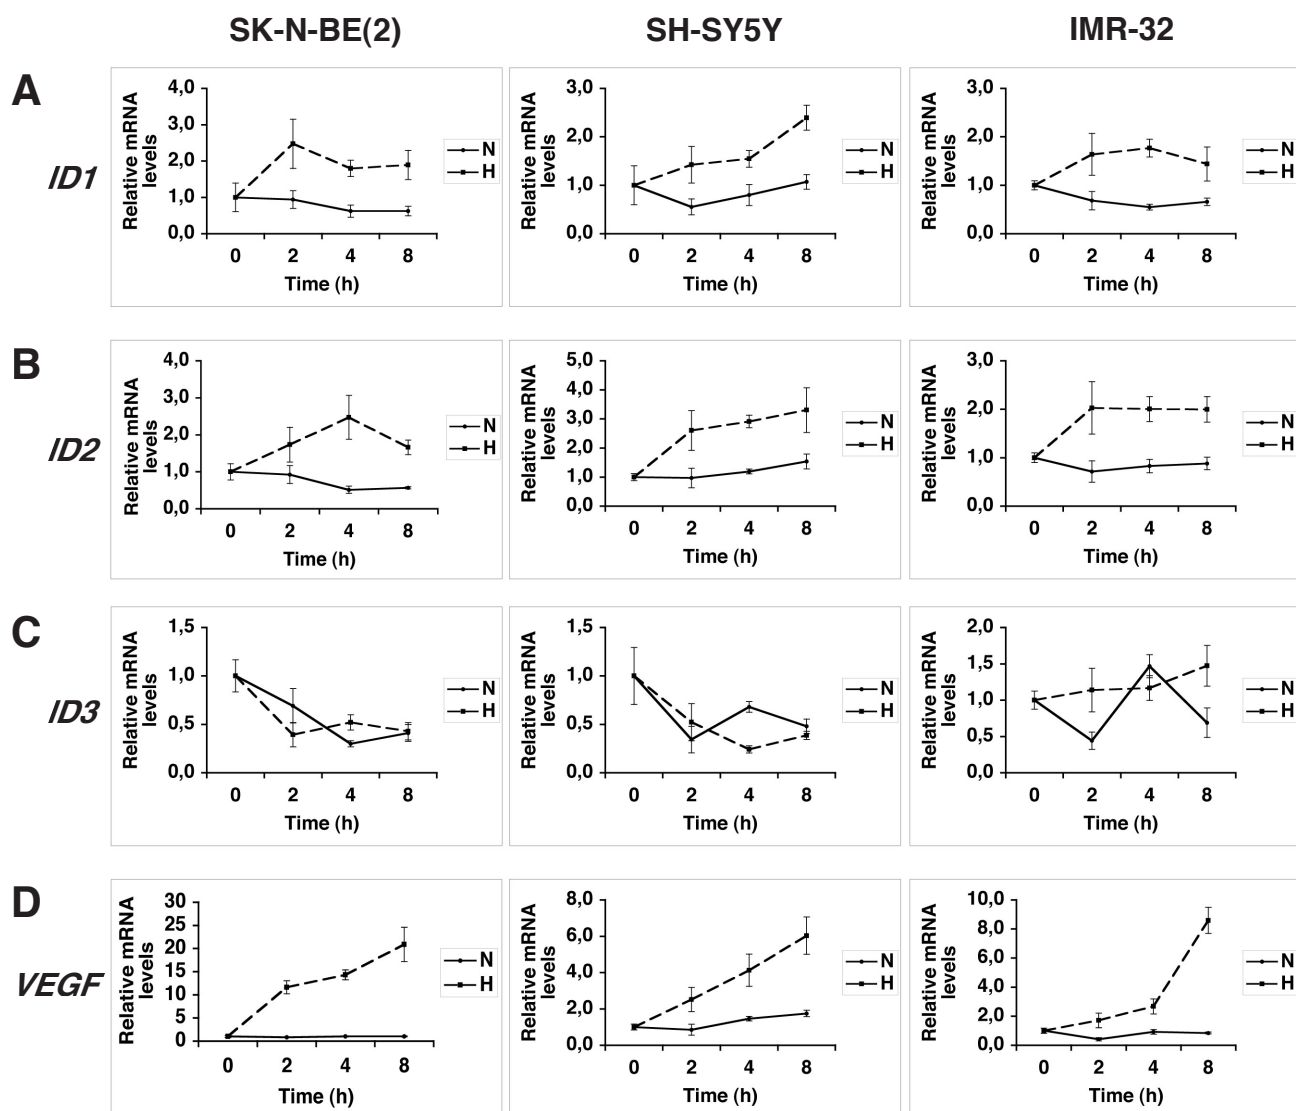 SK-N-BE(2) SH-SY5Y IMR-32
A
ID1
Relative mRNA levels
4,0
3,0
2,0
1,0
0,0
0 2 4 8
Time (h)
N
H
Relative mRNA levels
3,0
2,0
1,0
0,0
0 2 4 8
Time (h)
N
H
Relative mRNA levels
3,0
2,0
1,0
0,0
0 2 4 8
Time (h)
N
H
B
ID2
Relative mRNA levels
4,0
3,0
2,0
1,0
0,0
0 2 4 8
Time (h)
N
H
Relative mRNA levels
5,0
4,0
3,0
2,0
1,0
0,0
0 2 4 8
Time (h)
N
H
Relative mRNA levels
3,0
2,0
1,0
0,0
0 2 4 8
Time (h)
N
H
C
ID3
Relative mRNA levels
1,5
1,0
0,5
0,0
0 2 4 8
Time (h)
N
H
Relative mRNA levels
1,5
1,0
0,5
0,0
0 2 4 8
Time (h)
N
H
Relative mRNA levels
2,0
1,5
1,0
0,5
0,0
0 2 4 8
Time (h)
N
H
D
VEGF
Relative mRNA levels
30
25
20
15
10
5
0
0 2 4 8
Time (h)
N
H
Relative mRNA levels
8,0
6,0
4,0
2,0
0,0
0 2 4 8
Time (h)
N
H
Relative mRNA levels
10,0
8,0
6,0
4,0
2,0
0,0
0 2 4 8
Time (h)
N
H